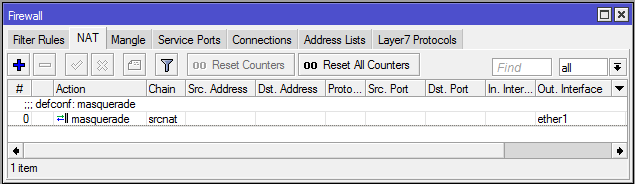 Firewall
Filter Rules NAT Mangle Service Ports Connections Address Lists Layer7 Protocols
00 Reset Counters 00 Reset All Counters Find all
# Action Chain Src. Address Dst. Address Proto... Src. Port Dst. Port In. Inter... Out. Interface
;;; defconf: masquerade
0 masquerade srcnat ether1
1 item